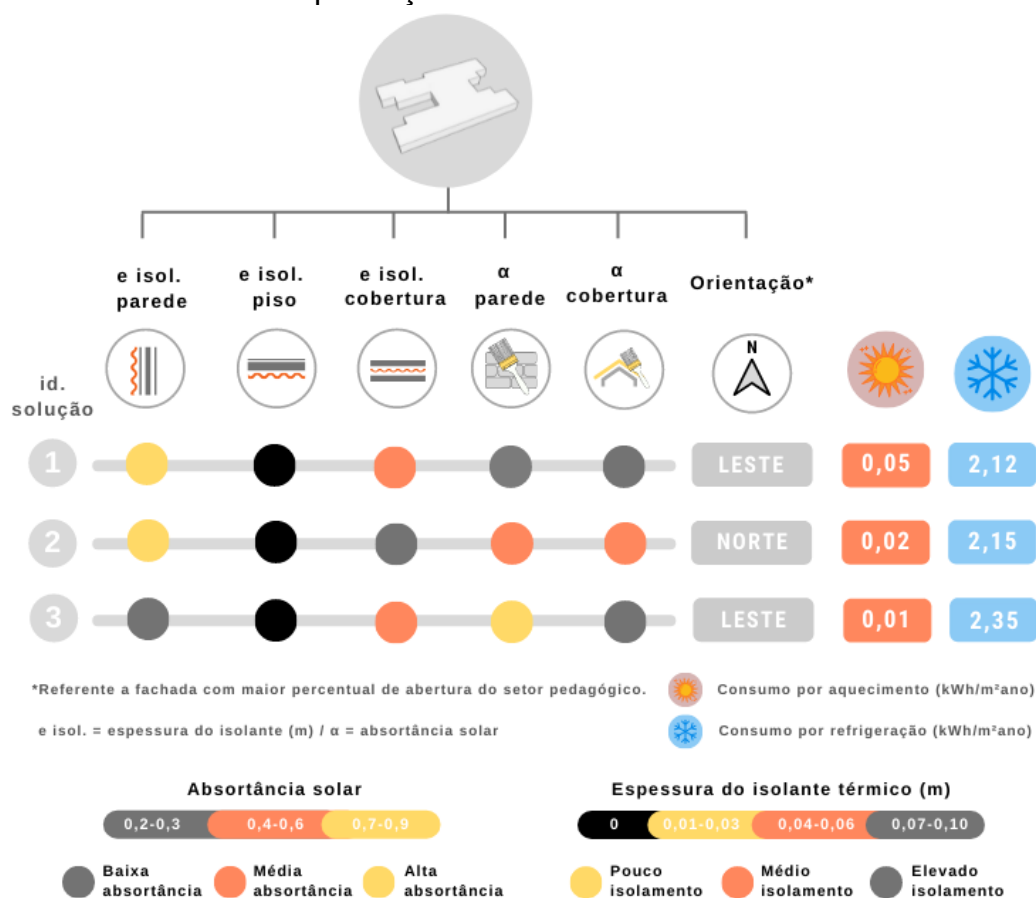 e isol.
parede
e isol.
piso
e isol.
cobertura
α
parede
α
cobertura
Orientação*
N
id.
solução
1 LESTE 0,05 2,12
2 NORTE 0,02 2,15
3 LESTE 0,01 2,35
*Referente a fachada com maior percentual de abertura do setor pedagógico.
Consumo por aquecimento (kWh/m²ano)
e isol. = espessura do isolante (m) / α = absortância solar
Consumo por refrigeração (kWh/m²ano)
Absortância solar
0,2-0,3 0,4-0,6 0,7-0,9
Baixa
absortância
Média
absortância
Alta
absortância
Espessura do isolante térmico (m)
0 0,01-0,03 0,04-0,06 0,07-0,10
Pouco
isolamento
Médio
isolamento
Elevado
isolamento